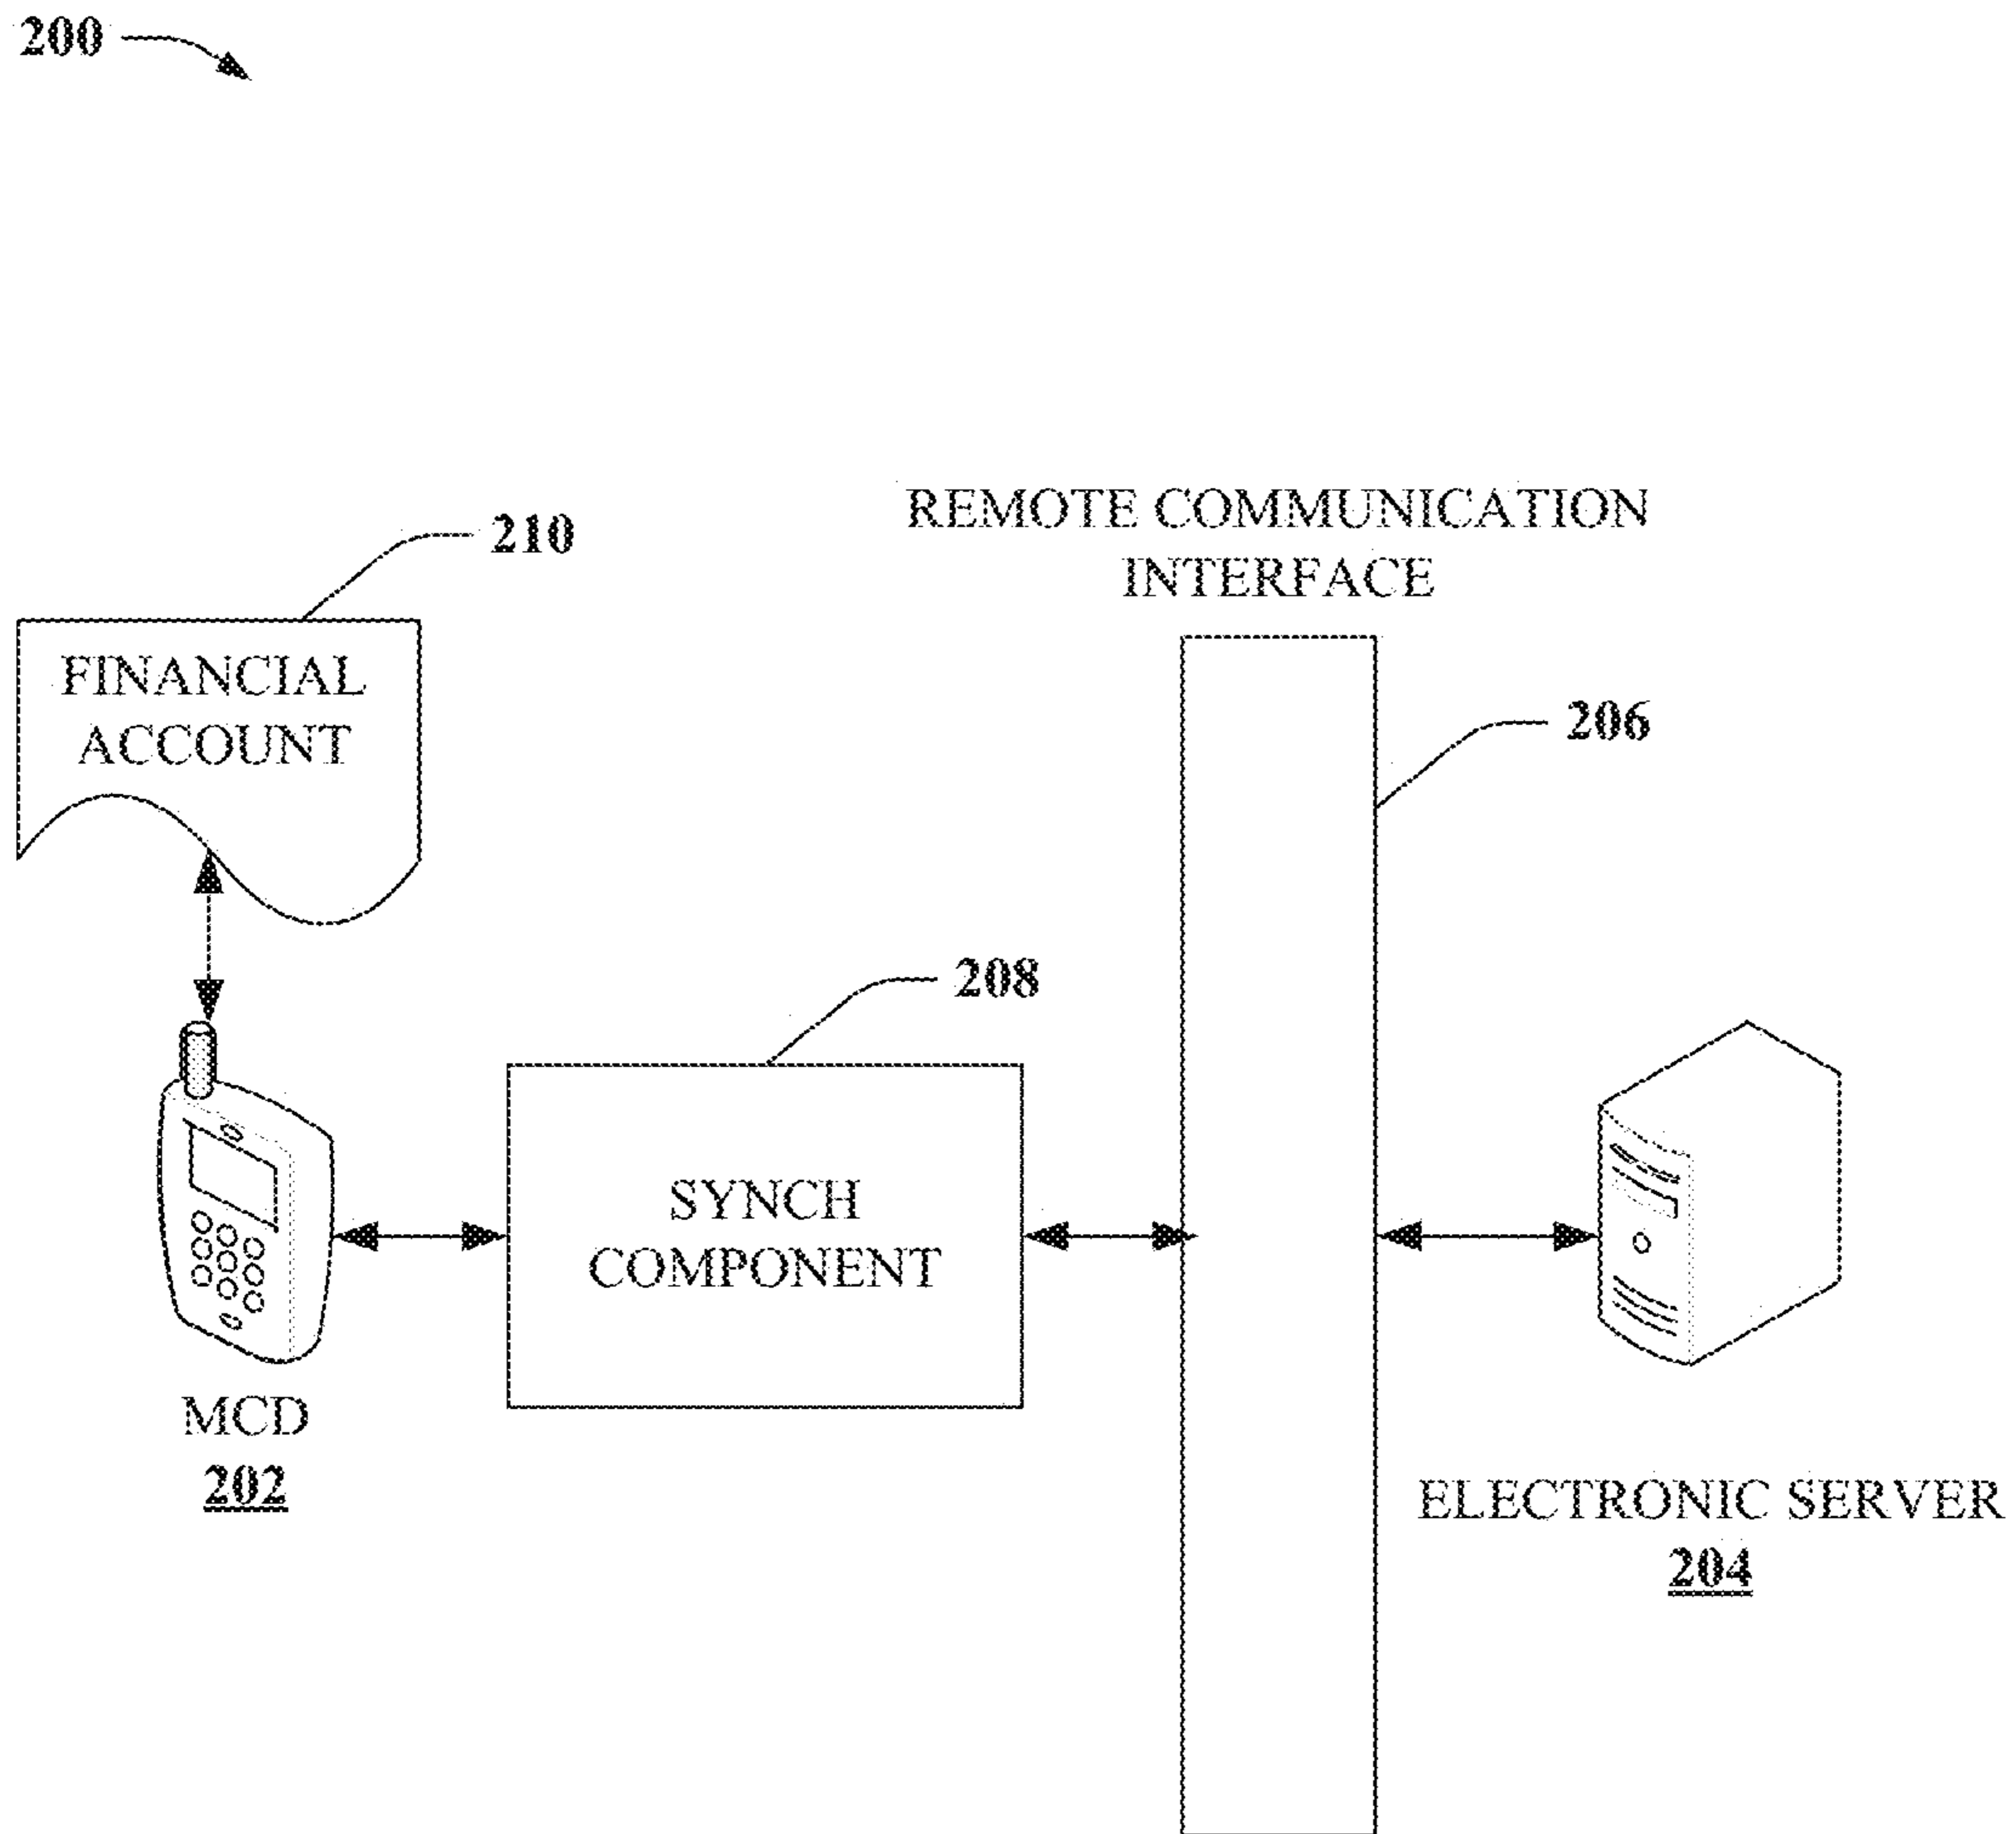 200
210
REMOTE COMMUNICATION
INTERFACE
FINANCIAL
ACCOUNT
206
208
SYNCH
COMPONENT
MCD
202
ELECTRONIC SERVER
204